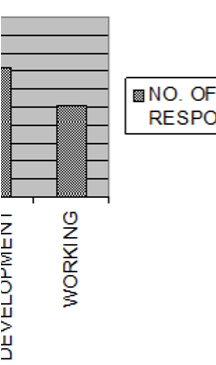 NO. OF
RESPO
DEVELOPMENT
WORKING